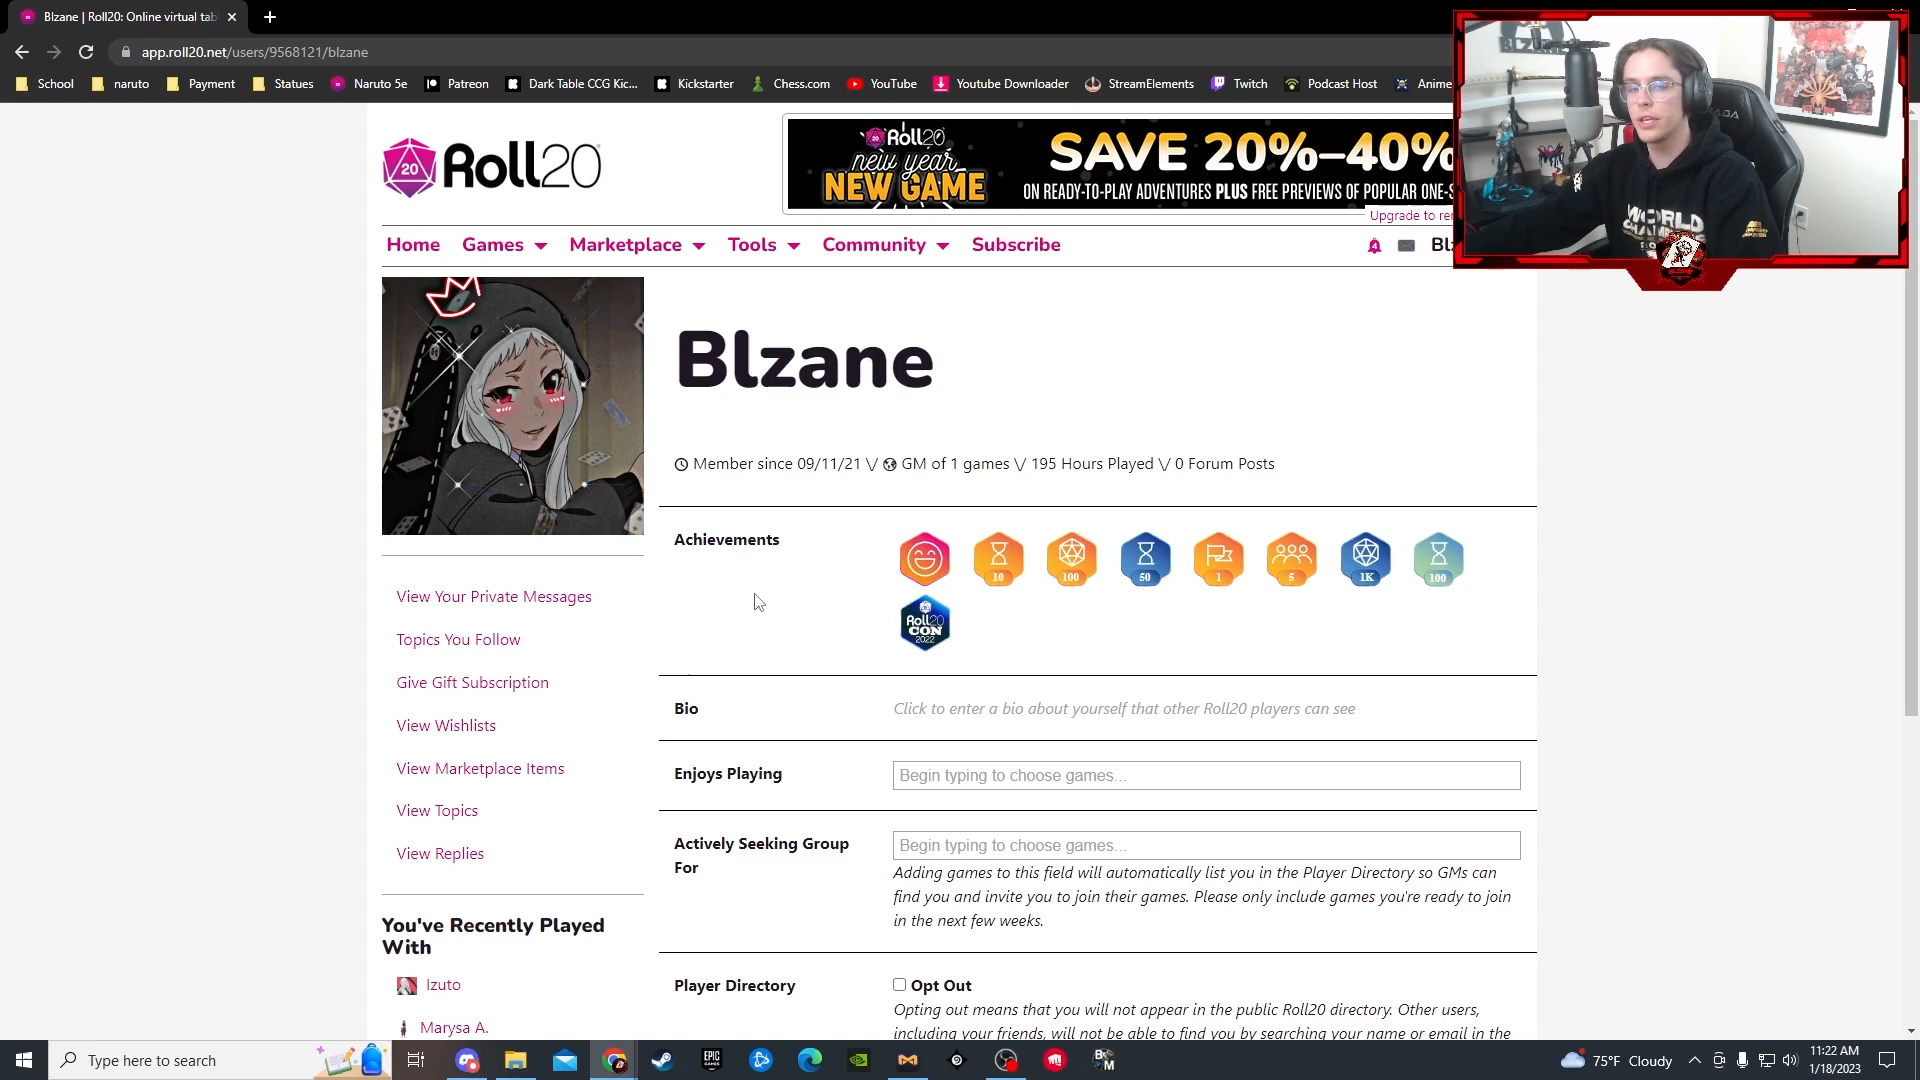 Blzane | Roll20: Online virtual tab
app.roll20.net/users/9568121/blzane
School
naruto
Payment
Statues
Naruto 5e
Patreon
Dark Table CCG Kic...
Kickstarter
Chess.com
YouTube
Youtube Downloader
StreamElements
Twitch
Podcast Host
Anime
20 Roll20
Roll20
new year
NEW GAME
SAVE 20%–40%
ON READY-TO-PLAY ADVENTURES PLUS FREE PREVIEWS OF POPULAR ONE-S
Upgrade to rem
Home Games Marketplace Tools Community Subscribe
4
Blz
WORLD
BLZANE
Blzane
Member since 09/11/21 \/ GM of 1 games \/ 195 Hours Played \/ 0 Forum Posts
Achievements
10 100 50 1 5 1K 100
Roll20
CON
2022
View Your Private Messages
Topics You Follow
Give Gift Subscription
View Wishlists
View Marketplace Items
View Topics
View Replies
You've Recently Played
With
Izuto
Marysa A.
Bio
Click to enter a bio about yourself that other Roll20 players can see
Enjoys Playing
Begin typing to choose games...
Actively Seeking Group
For
Begin typing to choose games...
Adding games to this field will automatically list you in the Player Directory so GMs can
find you and invite you to join their games. Please only include games you're ready to join
in the next few weeks.
Player Directory
Opt Out
Opting out means that you will not appear in the public Roll20 directory. Other users,
including your friends, will not be able to find you by searching your name or email in the
Type here to search
EPIC
GAMES
75°F Cloudy
11:22 AM
1/18/2023